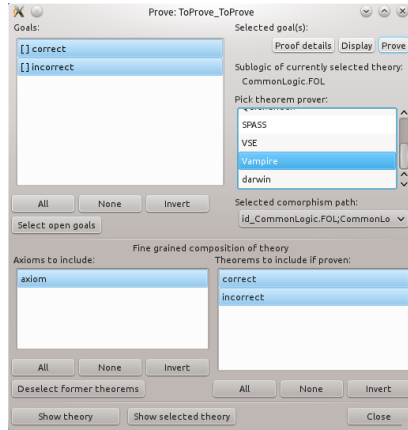 Prove: ToProve_ToProve
Goals:
[ ] correct
[ ] incorrect
All None Invert
Select open goals
Selected goal(s):
Proof details Display Prove
Sublogic of currently selected theory:
CommonLogic.FOL
Pick theorem prover:
SPASS
VSE
Vampire
darwin
Selected comorphism path:
id_CommonLogic.FOL;CommonLo
Fine grained composition of theory
Axioms to include:
axiom
All None Invert
Deselect former theorems
Theorems to include if proven:
correct
incorrect
All None Invert
Show theory Show selected theory Close